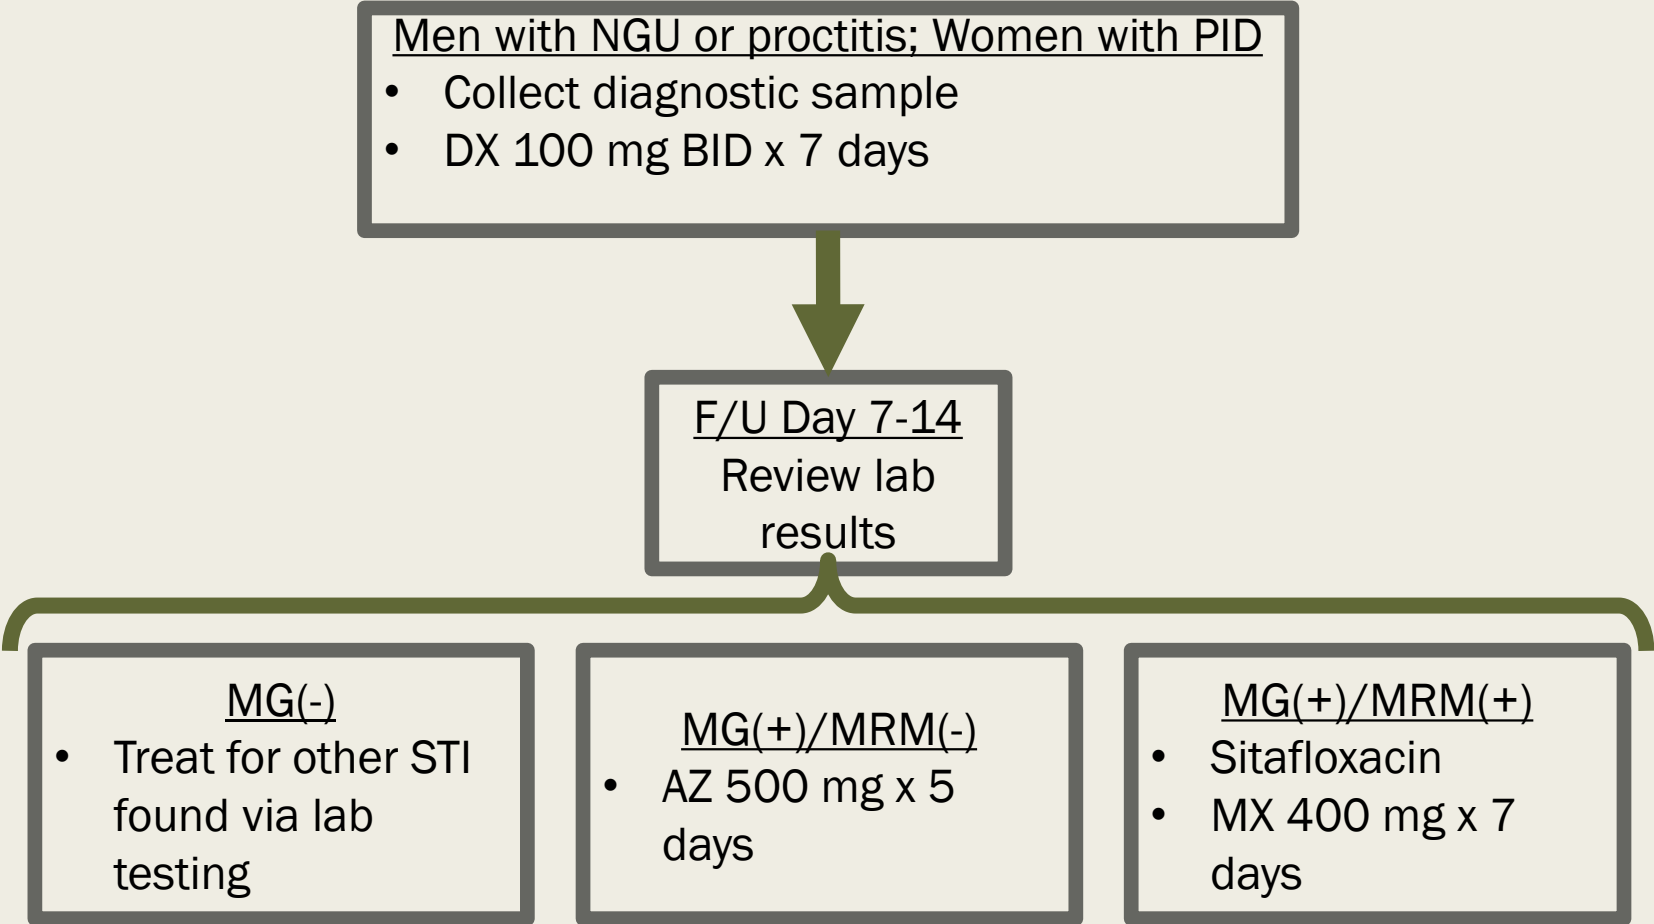 Men with NGU or proctitis; Women with PID
• Collect diagnostic sample
• DX 100 mg BID x 7 days
F/U Day 7-14
Review lab
results
MG(-)
• Treat for other STI
found via lab
testing
MG(+)/MRM(-)
• AZ 500 mg x 5
days
MG(+)/MRM(+)
• Sitafloxacin
• MX 400 mg x 7
days